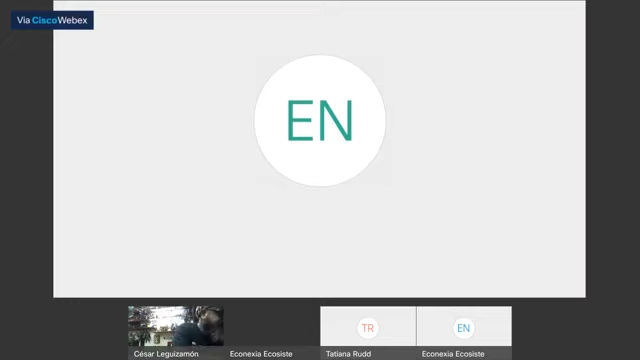 Via CiscoWebex
EN
TR
EN
César Leguizamón
Econexia Ecosiste
Tatiana Rudd
Econexia Ecosiste